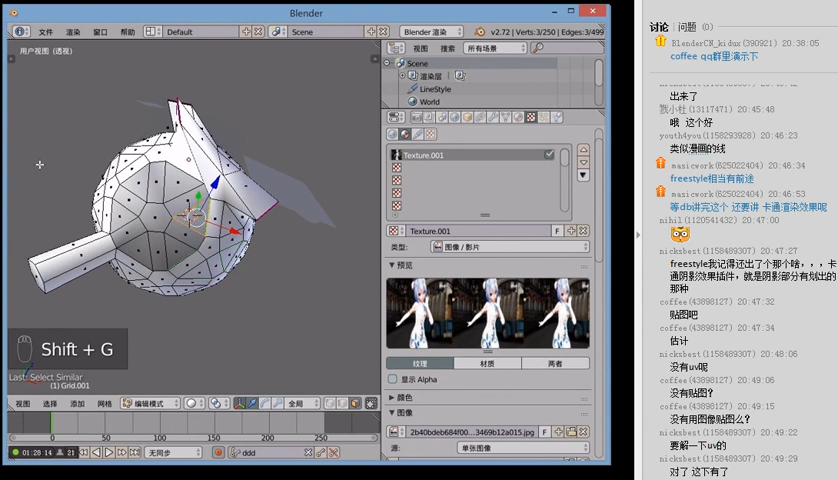 Blender
文件 渲染 窗口 帮助 Default Scene Blender 渲染 v2.72 | Verts:3/250 | Edges:3/499
用户视图 (透视)
Shift + G
Last: Select Similar
(1) Grid.001
视图 选择 添加 网格 编辑模式 全局
0 50 100 150 200 250
01:28:14 21 无同步 ddd
视图 搜索 所有场景
Scene
渲染层
LineStyle
World
Texture.001
Texture.001 F
类型: 图像 / 影片
预览
纹理 材质 两者
显示 Alpha
颜色
图像
2b40bdeb684f00...3469b12a015.jpg F
源: 单张图像
讨论 | 问题 (0)
BlenderCN_kidux(390921) 20:38:05
coffee qq群里演示下
出来了
戮小杜(13117471) 20:45:48
哦 这个好
youth4you(1158293928) 20:46:23
类似漫画的线
masicwork(625022404) 20:46:34
freestyle相当有前途
masicwork(625022404) 20:46:53
等db讲完这个 还要讲 卡通渲染效果呢
nihil(1120541432) 20:47:00
nicksbest(1158489307) 20:47:27
freestyle我记得还出了个那个啥，，，卡
通阴影效果插件，就是阴影部分有划出的
那种
coffee(43898127) 20:47:32
贴图吧
coffee(43898127) 20:47:34
估计
nicksbest(1158489307) 20:48:06
没有uv呢
coffee(43898127) 20:49:06
没有贴图?
coffee(43898127) 20:49:15
没有用图像贴图么?
nicksbest(1158489307) 20:49:22
要解一下uv的
nicksbest(1158489307) 20:49:29
对了 这下有了